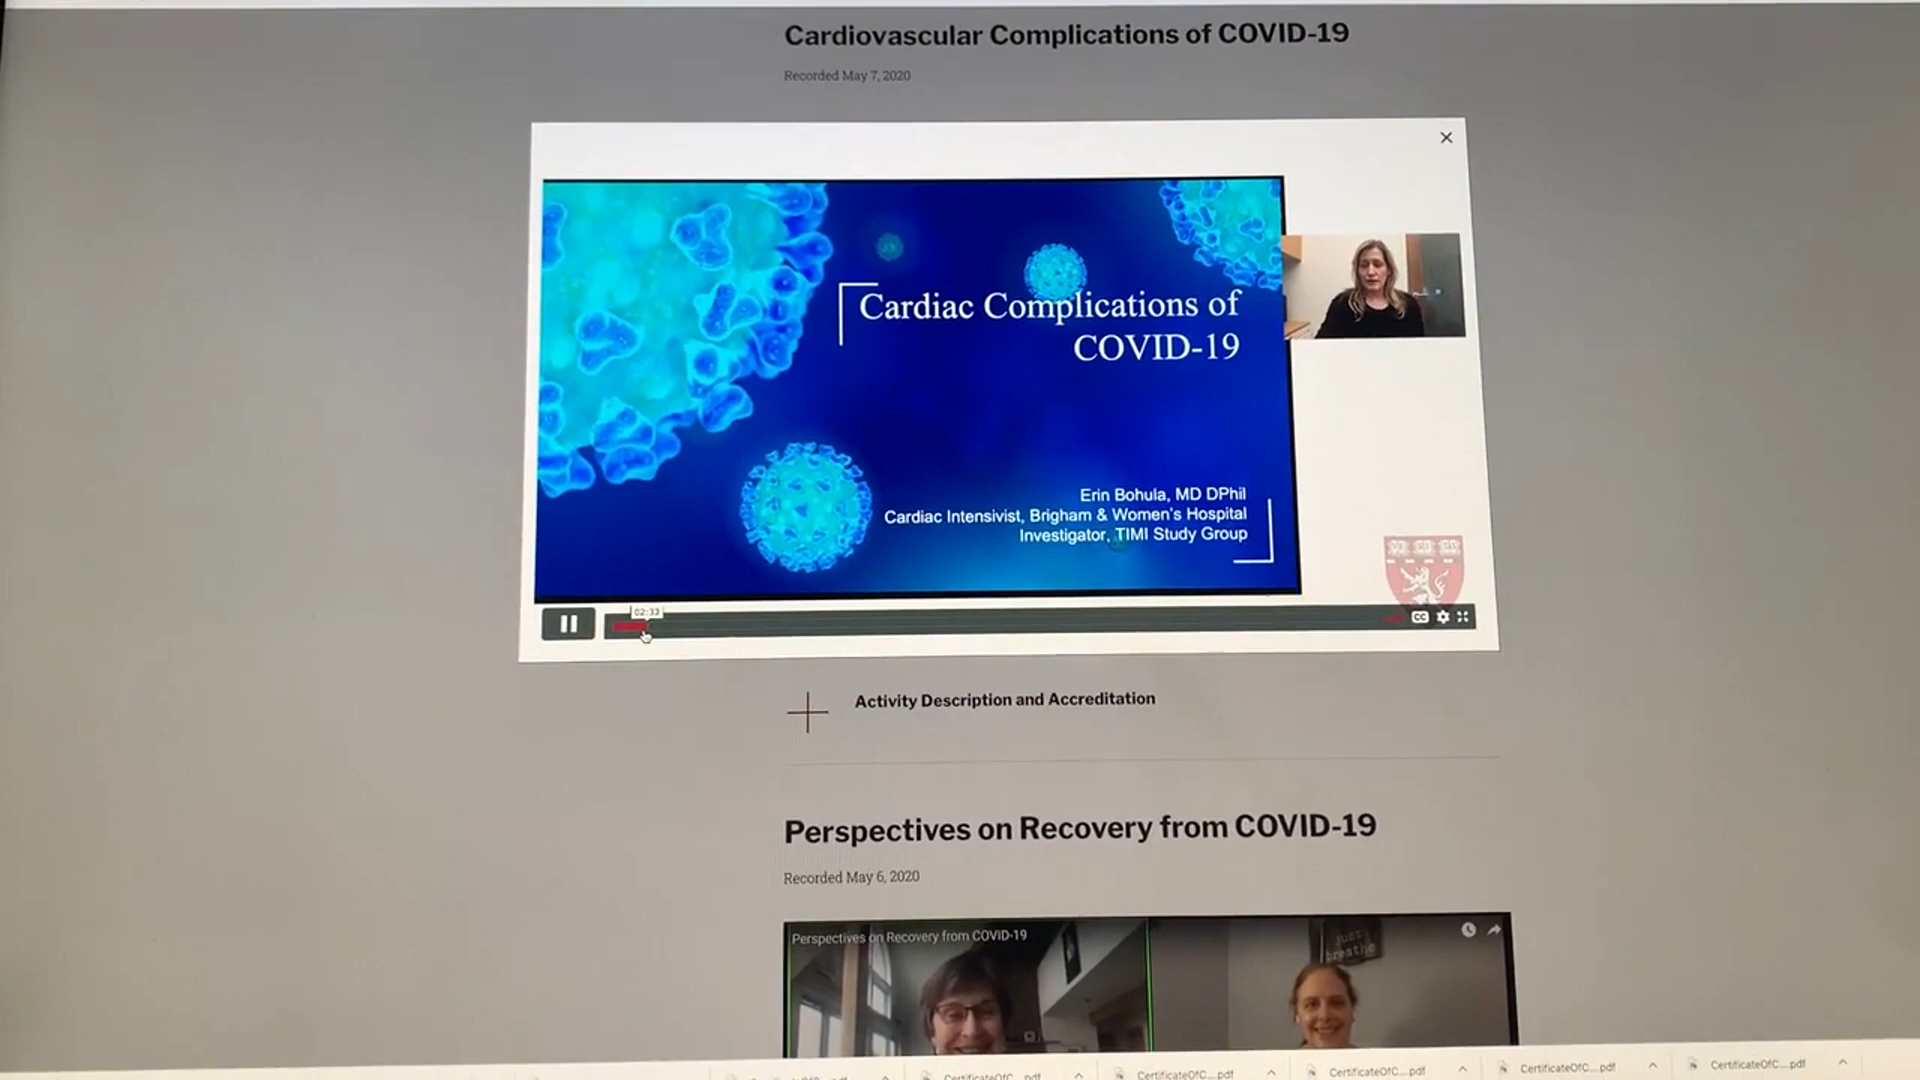 Cardiovascular Complications of COVID-19
Recorded May 7, 2020
Cardiac Complications of
COVID-19
Erin Bohula, MD DPhil
Cardiac Intensivist, Brigham & Women's Hospital
Investigator, TIMI Study Group
02:33
CC
Activity Description and Accreditation
Perspectives on Recovery from COVID-19
Recorded May 6, 2020
Perspectives on Recovery from COVID-19
just
breathe
CertificateOfC....pdf
CertificateOfC....pdf
CertificateOfC....pdf
CertificateOfC....pdf
CertificateOfC....pdf